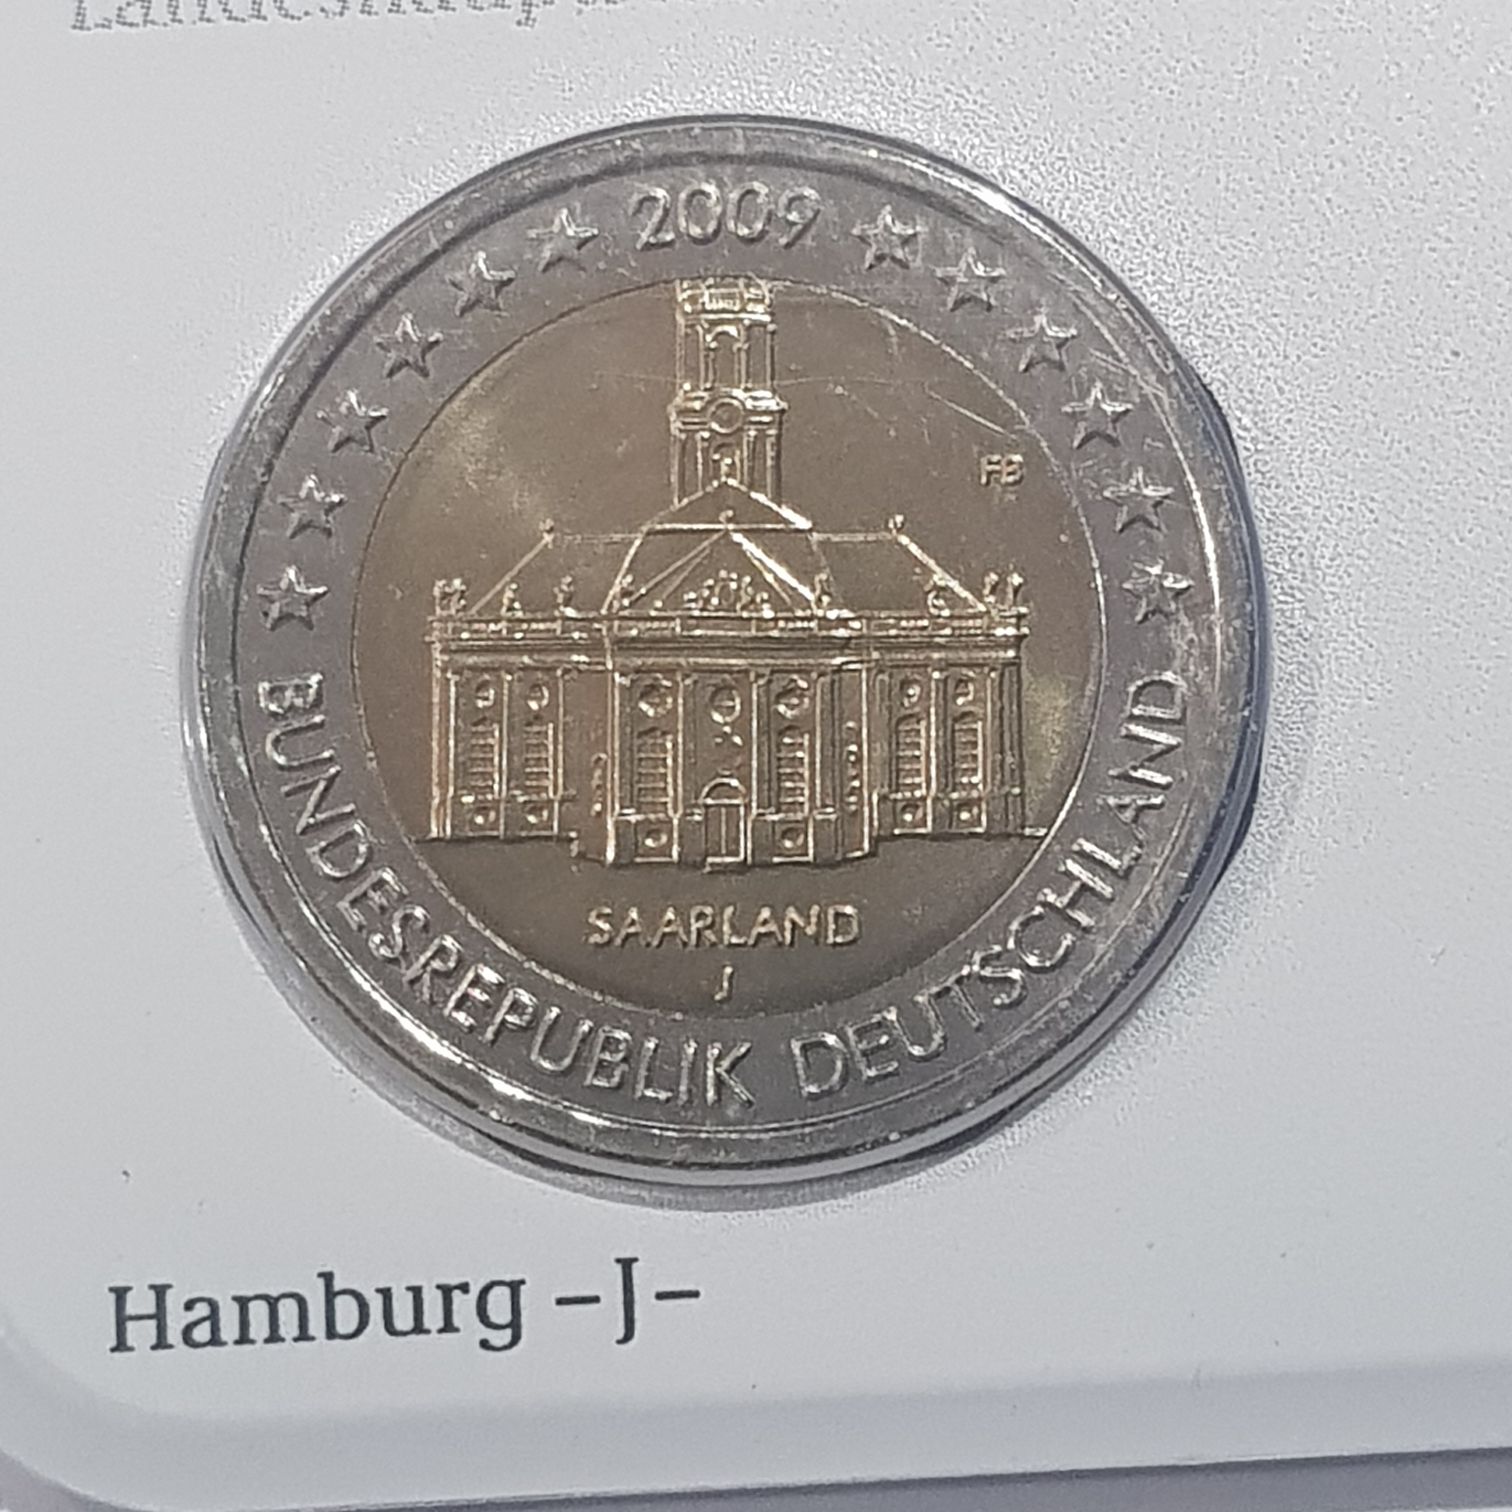 2009
FB
SAARLAND
J
BUNDESREPUBLIK DEUTSCHLAND
Hamburg –J–